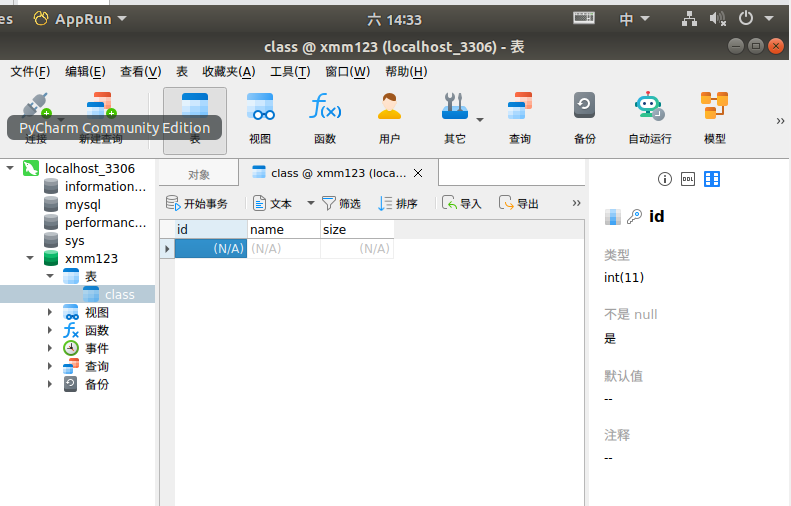 es AppRun 六 14:33 中
class @ xmm123 (localhost_3306) - 表
文件(F) 编辑(E) 查看(V) 表 收藏夹(A) 工具(T) 窗口(W) 帮助(H)
PyCharm Community Edition
连接 新建查询 表 视图 函数 用户 其它 查询 备份 自动运行 模型
localhost_3306
information...
mysql
performanc...
sys
xmm123
表
class
视图
函数
事件
查询
备份
对象 class @ xmm123 (loca...
开始事务 文本 筛选 排序 导入 导出
id name size
(N/A) (N/A) (N/A)
DDL
id
类型
int(11)
不是 null
是
默认值
--
注释
--